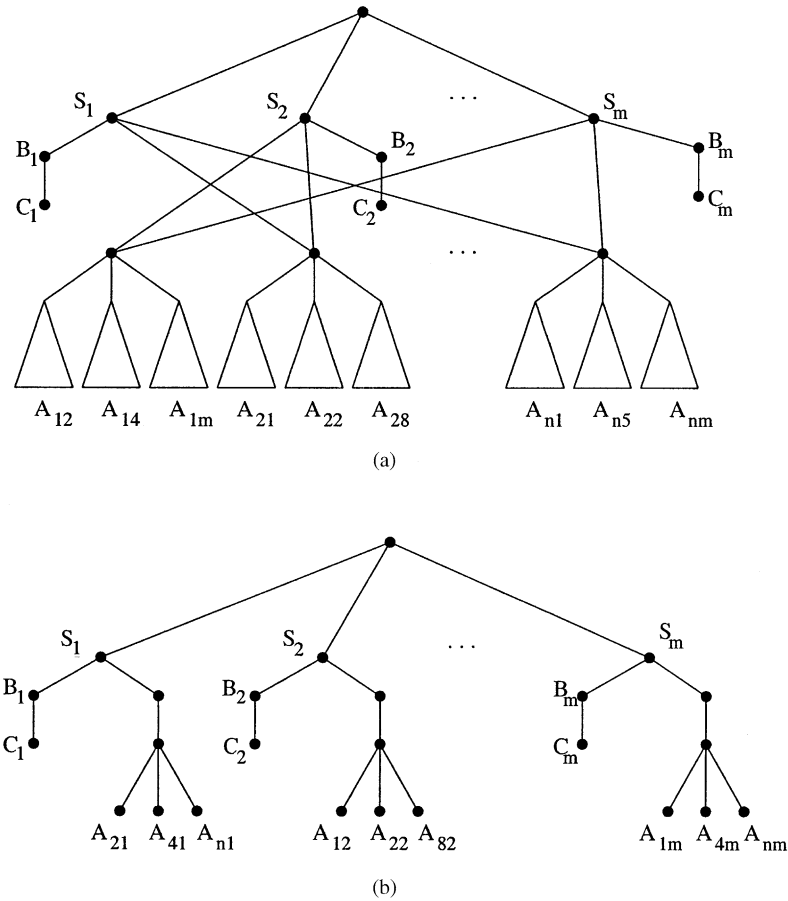 . . .
S1 S2 Sm
B1 B2 Bm
C1 C2 Cm
. . .
A12 A14 A1m A21 A22 A28 An1 An5 Anm
(a)
S1 S2 . . . Sm
B1 B2 Bm
C1 C2 Cm
A21 A41 An1 A12 A22 A82 A1m A4m Anm
(b)